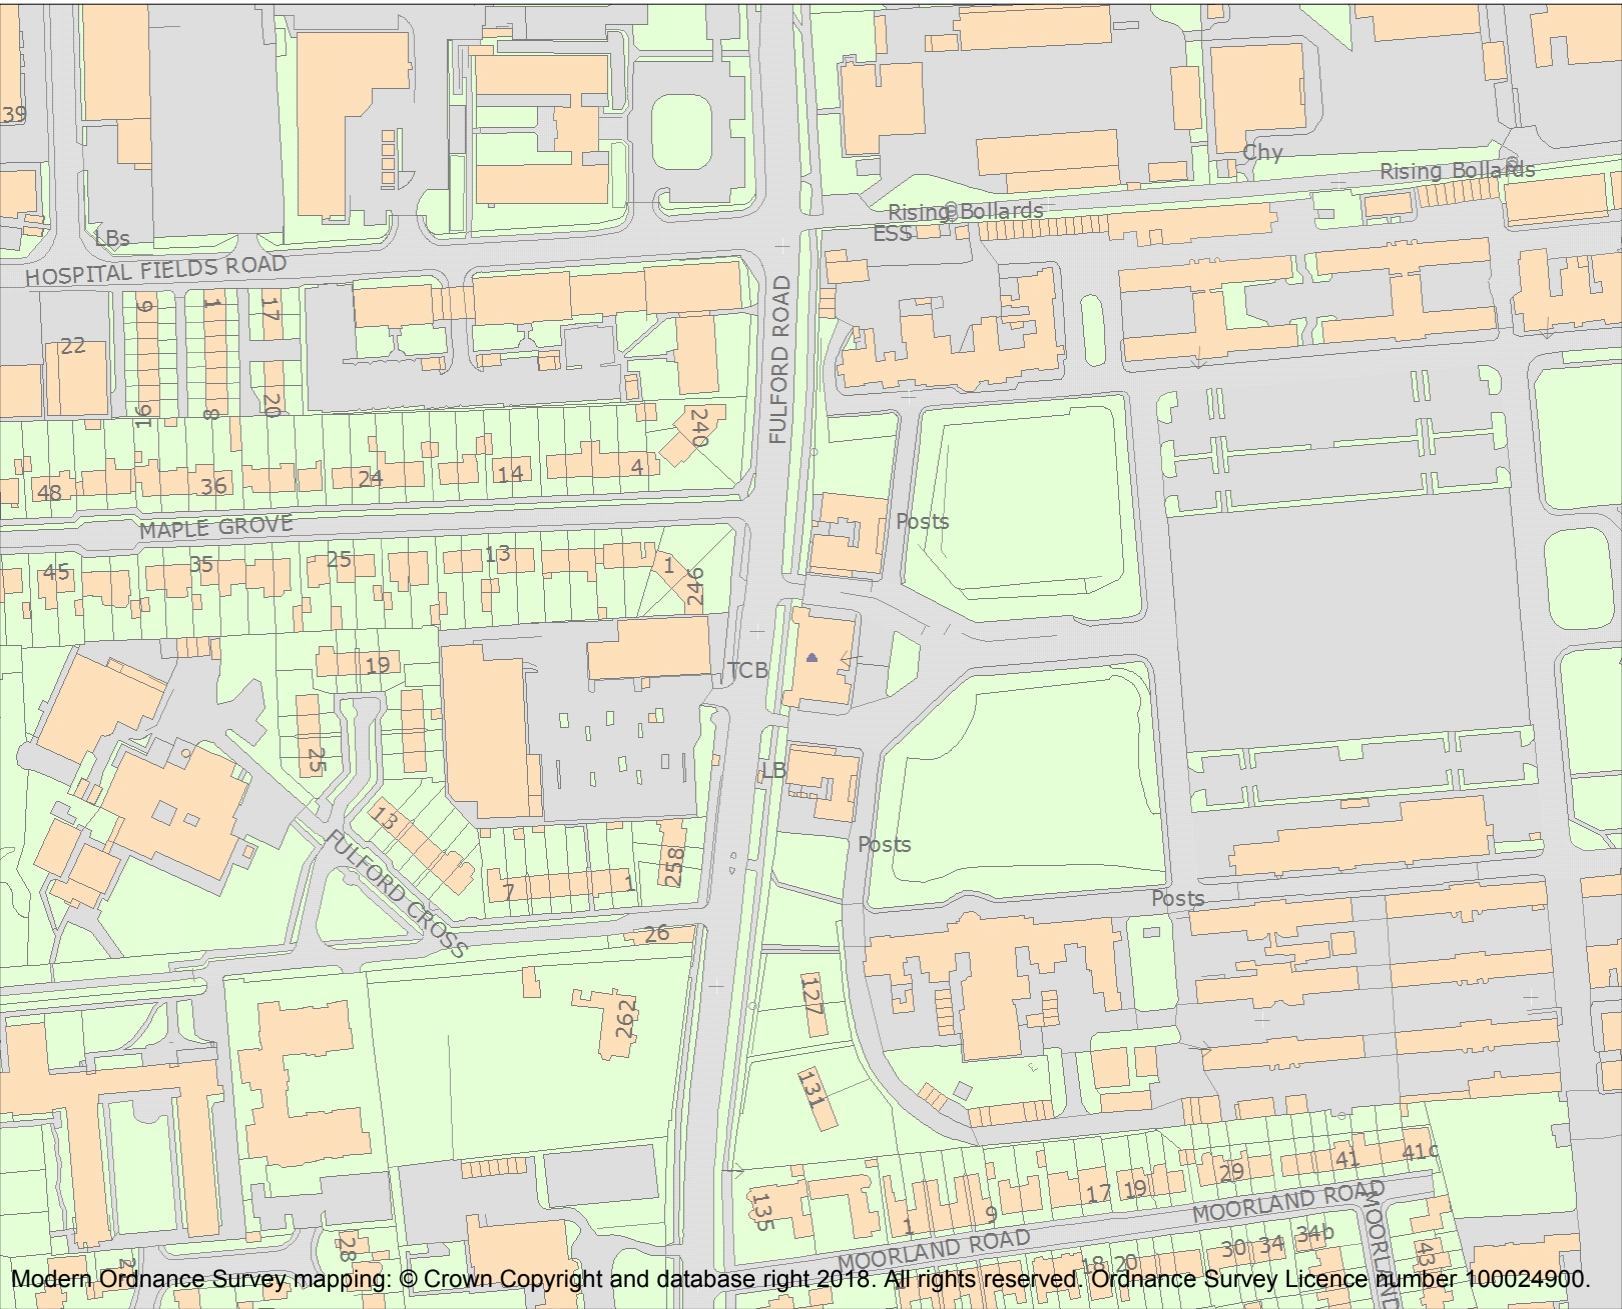 39
Chy
Rising Bollards
Rising Bollards
ESS
LBs
HOSPITAL FIELDS ROAD
FULFORD ROAD
9
1
17
22
16
8
20
240
4
14
24
36
48
MAPLE GROVE
Posts
13
25
35
45
1
246
19
TCB
25
LB
13
FULFORD CROSS
7
1
258
Posts
Posts
26
262
127
131
135
1
9
17
19
29
41
41c
MOORLAND ROAD
MOORLAND ROAD
MOORLAND
28
18
20
30
34
34b
43
Modern Ordnance Survey mapping: © Crown Copyright and database right 2018. All rights reserved. Ordnance Survey Licence number 100024900.